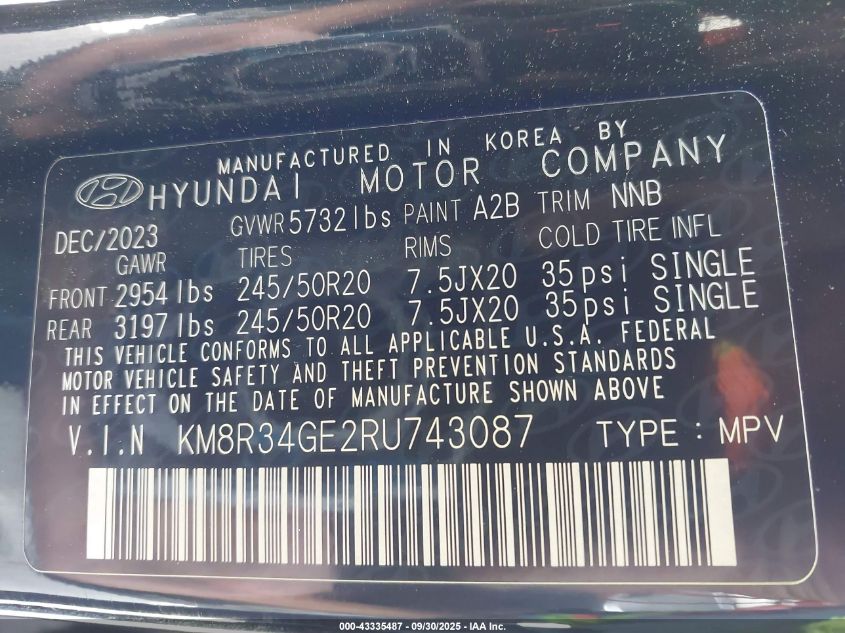 MANUFACTURED IN KOREA BY
HYUNDAI MOTOR COMPANY
DEC/2023 GVWR 5732 lbs PAINT A2B TRIM NNB
GAWR TIRES RIMS COLD TIRE INFL
FRONT 2954 lbs 245/50R20 7.5JX20 35psi SINGLE
REAR 3197 lbs 245/50R20 7.5JX20 35psi SINGLE
THIS VEHICLE CONFORMS TO ALL APPLICABLE U.S.A. FEDERAL
MOTOR VEHICLE SAFETY AND THEFT PREVENTION STANDARDS
IN EFFECT ON THE DATE OF MANUFACTURE SHOWN ABOVE
V.I.N KM8R34GE2RU743087 TYPE : MPV
000-43335487 - 09/30/2025 - IAA Inc.